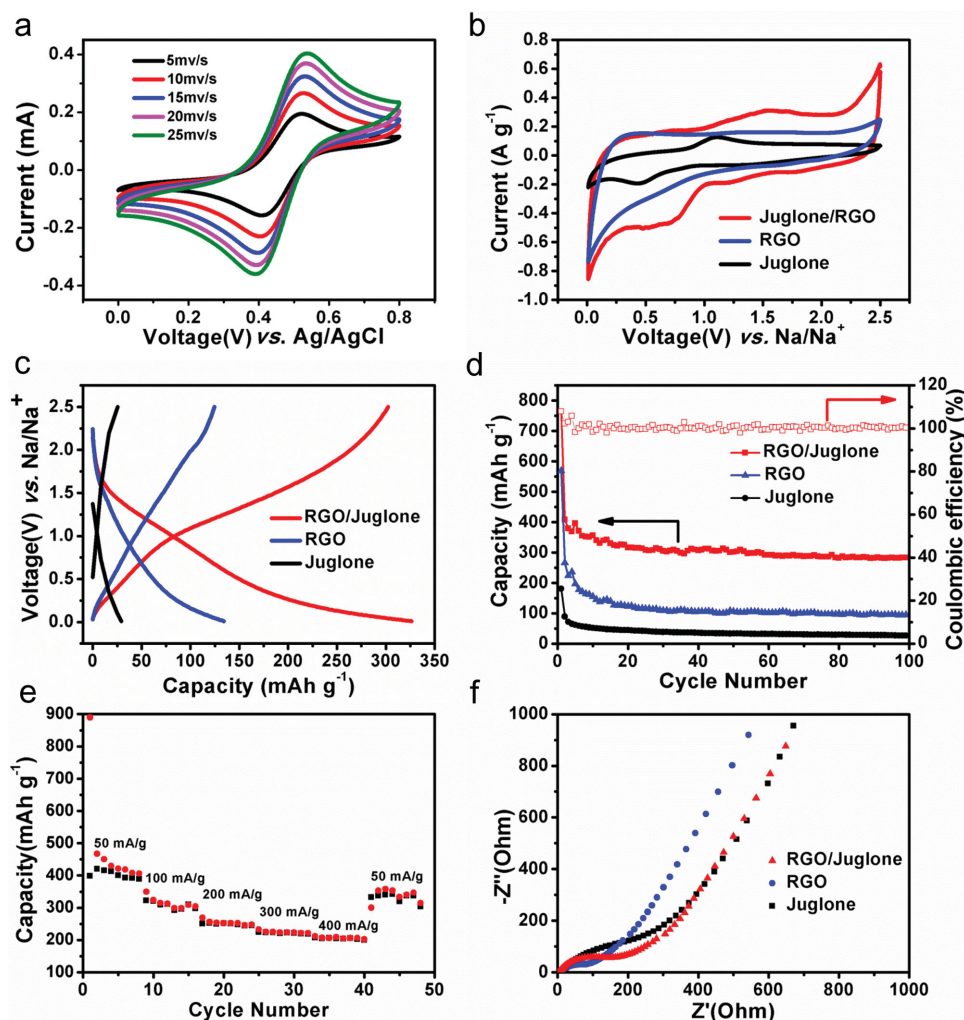 a
0.4
0.2
0.0
-0.2
-0.4
Current (mA)
5mv/s
10mv/s
15mv/s
20mv/s
25mv/s
0.0 0.2 0.4 0.6 0.8
Voltage(V) vs. Ag/AgCl
b
0.8
0.6
0.4
0.2
0.0
-0.2
-0.4
-0.6
-0.8
-1.0
Current (A g-1)
Juglone/RGO
RGO
Juglone
0.0 0.5 1.0 1.5 2.0 2.5
Voltage(V) vs. Na/Na+
c
2.5
2.0
1.5
1.0
0.5
0.0
Voltage(V) vs. Na/Na+
RGO/Juglone
RGO
Juglone
0 50 100 150 200 250 300 350
Capacity (mAh g-1)
d
800
700
600
500
400
300
200
100
0
Capacity (mAh g-1)
RGO/Juglone
RGO
Juglone
120
100
80
60
40
20
0
Coulombic efficiency (%)
0 20 40 60 80 100
Cycle Number
e
900
800
700
600
500
400
300
200
100
Capacity(mAh g-1)
50 mA/g
100 mA/g
200 mA/g
300 mA/g
400 mA/g
50 mA/g
0 10 20 30 40 50
Cycle Number
f
1000
800
600
400
200
0
-Z"(Ohm)
RGO/Juglone
RGO
Juglone
0 200 400 600 800 1000
Z'(Ohm)